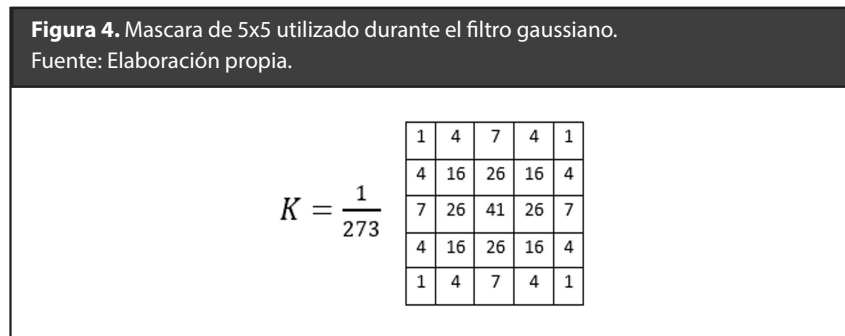 Figura 4. Mascara de 5x5 utilizado durante el filtro gaussiano.
Fuente: Elaboración propia.
1 4 7 4 1
4 16 26 16 4
K = 1/273 7 26 41 26 7
4 16 26 16 4
1 4 7 4 1